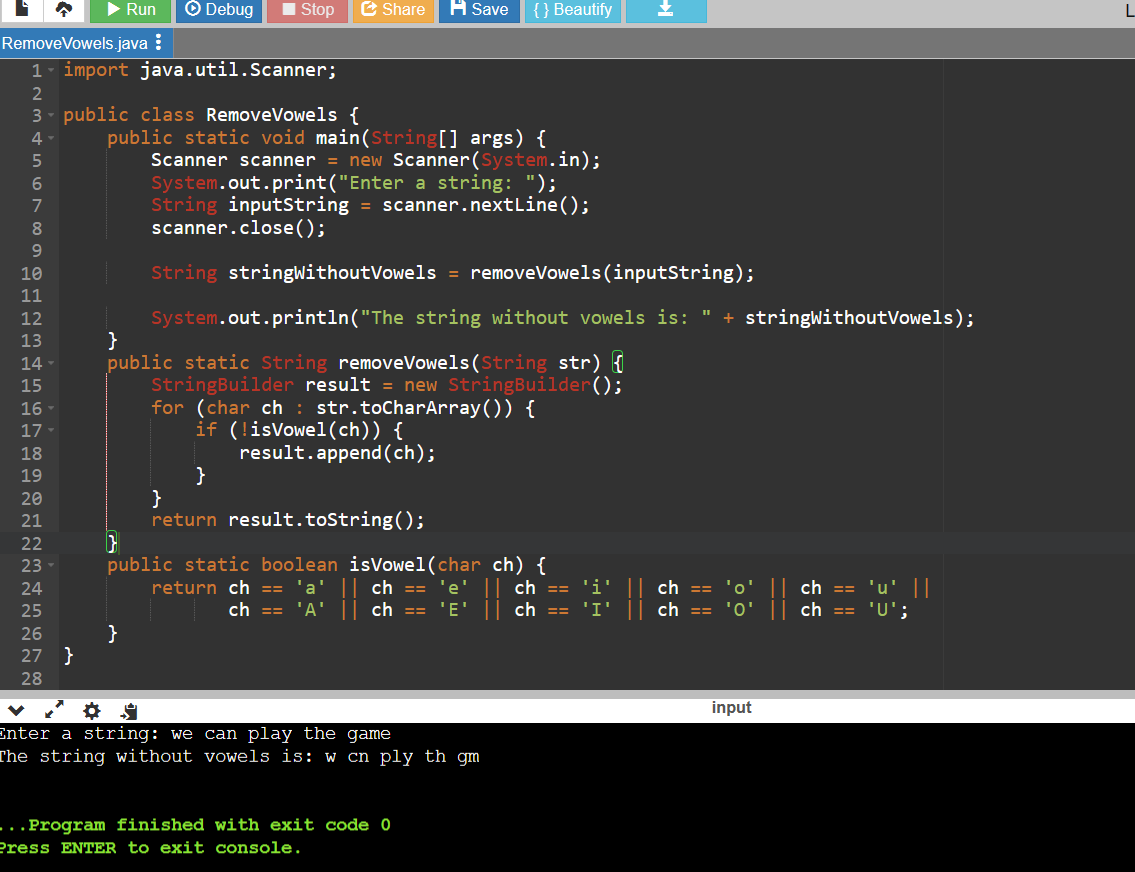 Run Debug Stop Share Save { } Beautify L
RemoveVowels.java
1 import java.util.Scanner;
2
3 public class RemoveVowels {
4     public static void main(String[] args) {
5         Scanner scanner = new Scanner(System.in);
6         System.out.print("Enter a string: ");
7         String inputString = scanner.nextLine();
8         scanner.close();
9
10         String stringWithoutVowels = removeVowels(inputString);
11
12         System.out.println("The string without vowels is: " + stringWithoutVowels);
13     }
14     public static String removeVowels(String str) {
15         StringBuilder result = new StringBuilder();
16         for (char ch : str.toCharArray()) {
17             if (!isVowel(ch)) {
18                 result.append(ch);
19             }
20         }
21         return result.toString();
22     }
23     public static boolean isVowel(char ch) {
24         return ch == 'a' || ch == 'e' || ch == 'i' || ch == 'o' || ch == 'u' ||
25                ch == 'A' || ch == 'E' || ch == 'I' || ch == 'O' || ch == 'U';
26     }
27 }
28
input
Enter a string: we can play the game
The string without vowels is: w cn ply th gm
...Program finished with exit code 0
Press ENTER to exit console.